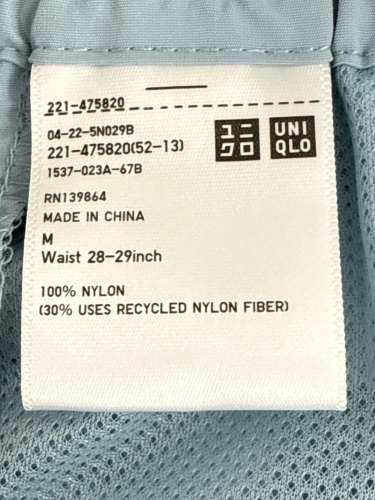 221-475820
04-22-5N029B
221-475820(52-13)
1537-023A-67B
ユニ
クロ
UNI
QLO
RN139864
MADE IN CHINA
M
Waist 28-29inch
100% NYLON
(30% USES RECYCLED NYLON FIBER)